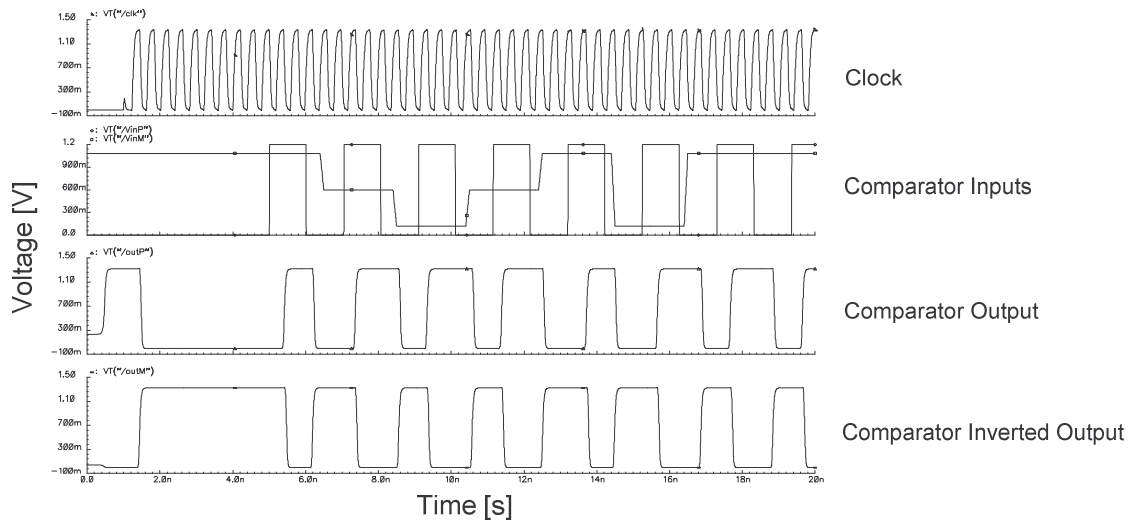 VT("/clk")
1.50
1.10
700m
300m
-100m
Clock
VT("/VinP")
VT("/VinM")
1.2
900m
600m
300m
0.0
Comparator Inputs
Voltage [V]
VT("/outP")
1.50
1.10
700m
300m
-100m
Comparator Output
VT("/outM")
1.50
1.10
700m
300m
-100m
Comparator Inverted Output
0.0 2.0n 4.0n 6.0n 8.0n 10n 12n 14n 16n 18n 20n
Time [s]